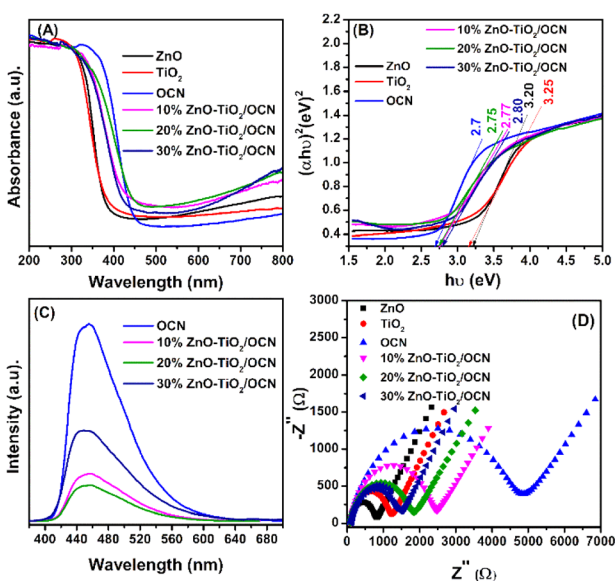 (A)
ZnO
TiO₂
OCN
10% ZnO-TiO₂/OCN
20% ZnO-TiO₂/OCN
30% ZnO-TiO₂/OCN
Absorbance (a.u.)
200 300 400 500 600 700 800
Wavelength (nm)
(B)
10% ZnO-TiO₂/OCN
20% ZnO-TiO₂/OCN
30% ZnO-TiO₂/OCN
ZnO
TiO₂
OCN
2.7
2.75
2.77
2.80
3.20
3.25
(αhυ)²(eV)²
2.4
2.2
2.0
1.8
1.6
1.4
1.2
1.0
0.8
0.6
0.4
1.5 2.0 2.5 3.0 3.5 4.0 4.5 5.0
hυ (eV)
(C)
OCN
10% ZnO-TiO₂/OCN
20% ZnO-TiO₂/OCN
30% ZnO-TiO₂/OCN
Intensity (a.u.)
400 440 480 520 560 600 640 700
Wavelength (nm)
(D)
ZnO
TiO₂
OCN
10% ZnO-TiO₂/OCN
20% ZnO-TiO₂/OCN
30% ZnO-TiO₂/OCN
-Z'' (Ω)
3000
2500
2000
1500
1000
500
0
0 1000 2000 3000 4000 5000 6000 7000
Z'' (Ω)